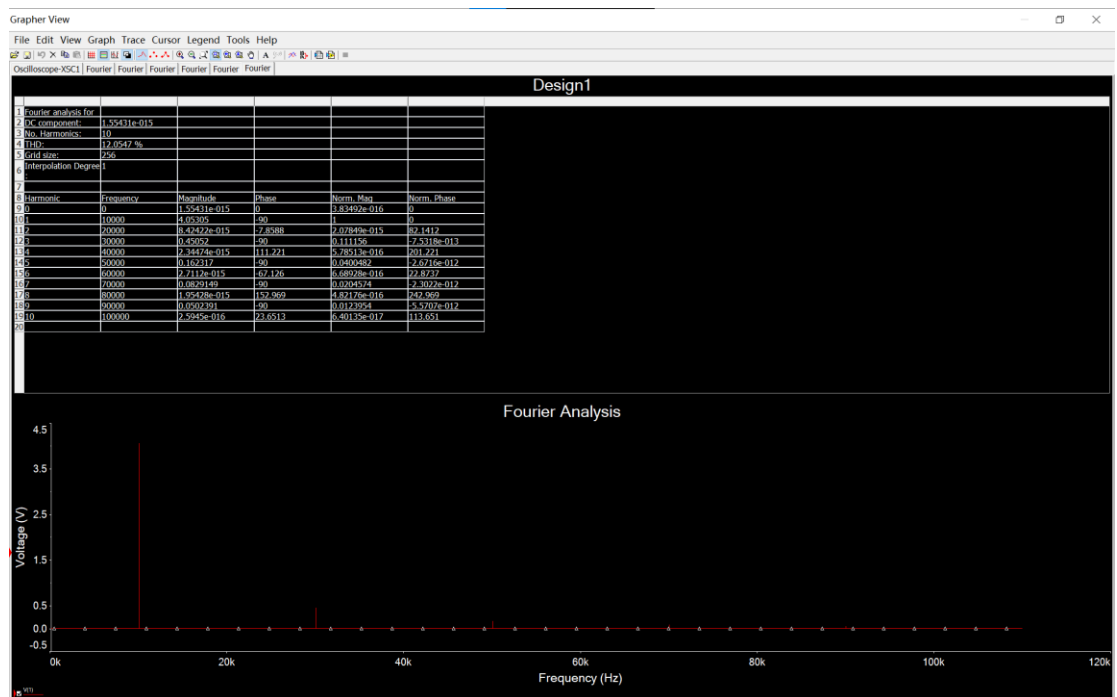 Grapher View
File Edit View Graph Trace Cursor Legend Tools Help
Oscilloscope-XSC1 Fourier Fourier Fourier Fourier Fourier Fourier
Design1
1 Fourier analysis for
2 DC component: 1.55431e-015
3 No. Harmonics: 10
4 THD: 12.0547 %
5 Grid size: 256
6 Interpolation Degree 1
7
8 Harmonic Frequency Magnitude Phase Norm. Mag Norm. Phase
9 0 0 1.55431e-015 0 3.83492e-016 0
10 1 10000 4.05305 -90 1 0
11 2 20000 8.42422e-015 -7.8588 2.07849e-015 82.1412
12 3 30000 0.45052 -90 0.111156 -7.5318e-013
13 4 40000 2.34474e-015 111.221 5.78513e-016 201.221
14 5 50000 0.162317 -90 0.0400482 -2.6716e-012
15 6 60000 2.7112e-015 -67.126 6.68928e-016 22.8737
16 7 70000 0.0829149 -90 0.0204574 -2.3022e-012
17 8 80000 1.95428e-015 152.969 4.82176e-016 242.969
18 9 90000 0.0502391 -90 0.0123954 -5.5707e-012
19 10 100000 2.5945e-016 23.6513 6.40135e-017 113.651
20
Fourier Analysis
4.5
3.5
2.5
1.5
0.5
0.0
-0.5
Voltage (V)
0k 20k 40k 60k 80k 100k 120k
Frequency (Hz)
V(1)